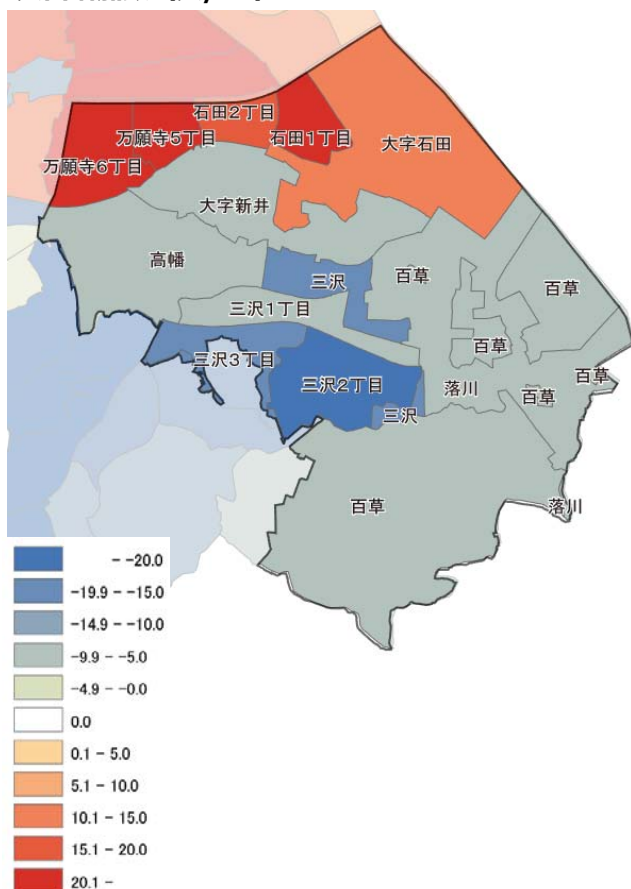 石田2丁目
万願寺5丁目
石田1丁目
大字石田
万願寺6丁目
大字新井
高幡
三沢
百草
百草
三沢1丁目
百草
三沢3丁目
三沢2丁目
落川
百草
百草
三沢
百草
落川
- -20.0
-19.9 - -15.0
-14.9 - -10.0
-9.9 - -5.0
-4.9 - -0.0
0.0
0.1 - 5.0
5.1 - 10.0
10.1 - 15.0
15.1 - 20.0
20.1 -